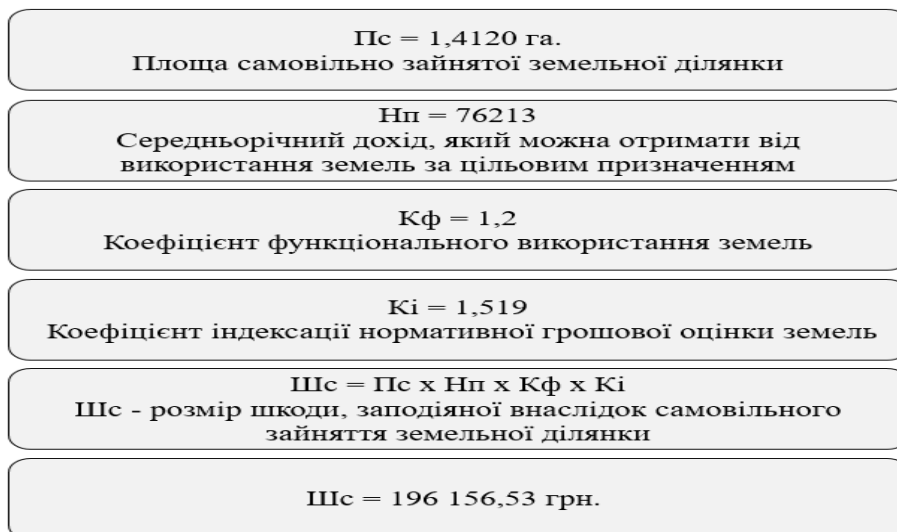 Пс = 1,4120 га.
Площа самовільно зайнятої земельної ділянки
Нп = 76213
Середньорічний дохід, який можна отримати від
використання земель за цільовим призначенням
Кф = 1,2
Коефіцієнт функціонального використання земель
Кі = 1,519
Коефіцієнт індексації нормативної грошової оцінки земель
Шс = Пс х Нп х Кф х Кі
Шс - розмір шкоди, заподіяної внаслідок самовільного
зайняття земельної ділянки
Шс = 196 156,53 грн.